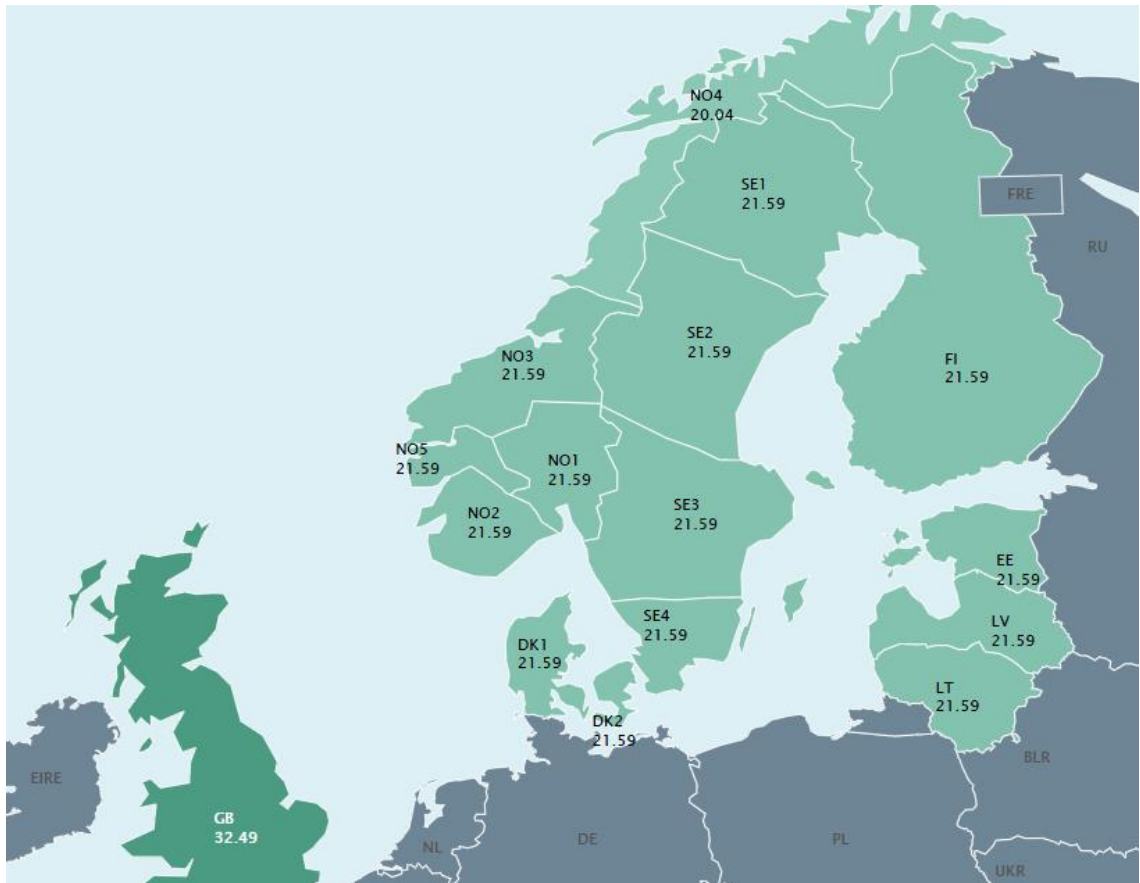 NO4
20.04
SE1
21.59
FRE
RU
SE2
21.59
NO3
21.59
FI
21.59
NO5
21.59
NO1
21.59
NO2
21.59
SE3
21.59
EE
21.59
SE4
21.59
LV
21.59
DK1
21.59
LT
21.59
DK2
21.59
BLR
EIRE
GB
32.49
NL
DE
PL
UKR